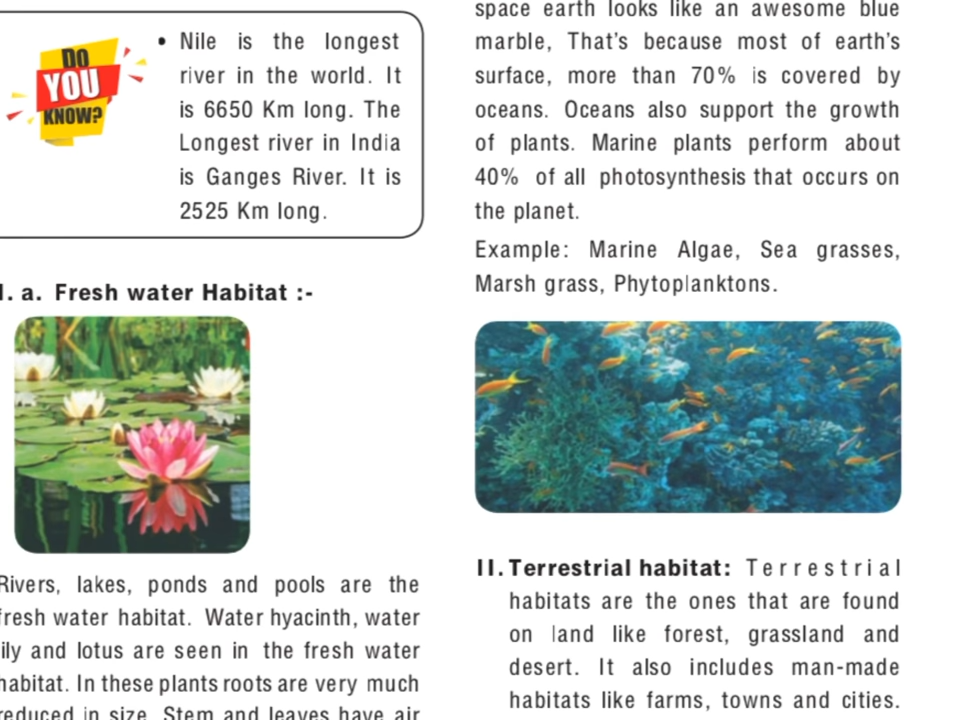 DO
YOU
KNOW?
• Nile is the longest
river in the world. It
is 6650 Km long. The
Longest river in India
is Ganges River. It is
2525 Km long.
I. a. Fresh water Habitat :-
Rivers, lakes, ponds and pools are the
fresh water habitat. Water hyacinth, water
lily and lotus are seen in the fresh water
habitat. In these plants roots are very much
reduced in size. Stem and leaves have air
space earth looks like an awesome blue
marble, That's because most of earth's
surface, more than 70% is covered by
oceans. Oceans also support the growth
of plants. Marine plants perform about
40% of all photosynthesis that occurs on
the planet.
Example: Marine Algae, Sea grasses,
Marsh grass, Phytoplanktons.
II. Terrestrial habitat: Terrestrial
habitats are the ones that are found
on land like forest, grassland and
desert. It also includes man-made
habitats like farms, towns and cities.